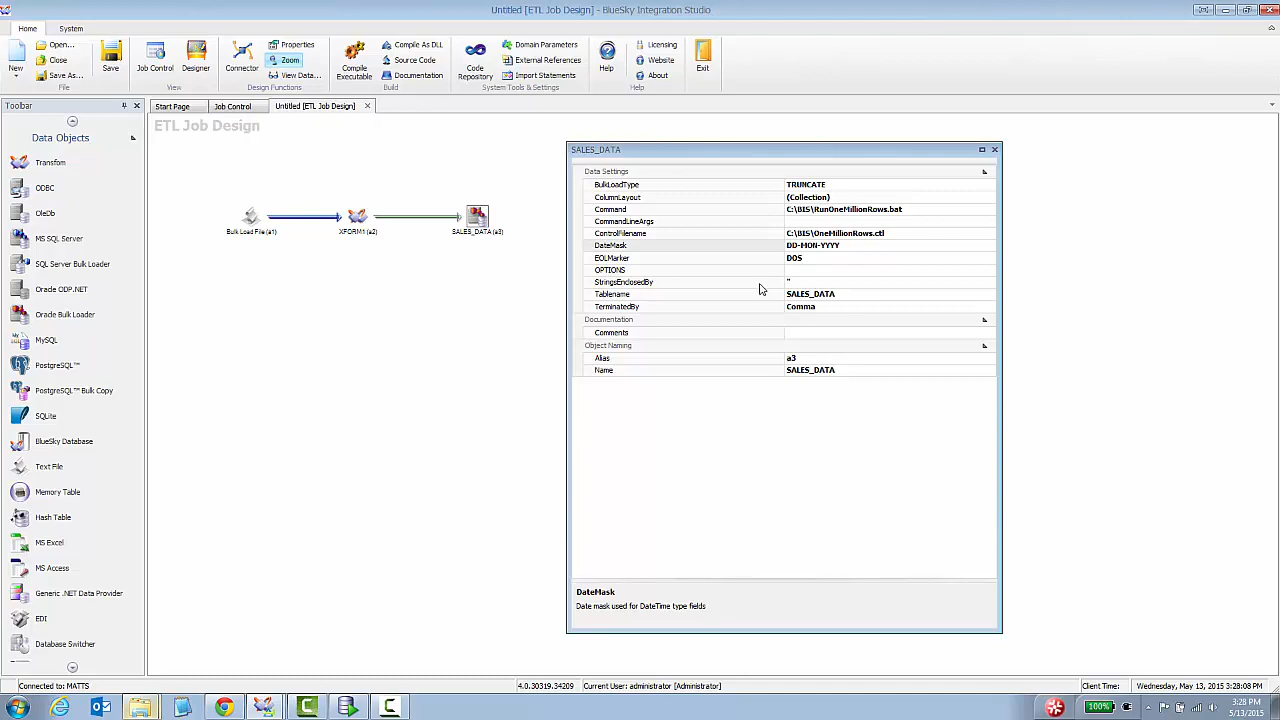 Untitled [ETL Job Design] - BlueSky Integration Studio
Home System
New
Open...
Close
Save As...
Save
File
Job Control
Designer
View
Connector
Properties
Zoom
View Data...
Design Functions
Compile Executable
Compile As DLL
Source Code
Documentation
Build
Code Repository
Domain Parameters
External References
Import Statements
System Tools & Settings
Help
Licensing
Website
About
Help
Exit
Toolbar
Start Page Job Control Untitled [ETL Job Design]
Data Objects
Transfom
ODBC
OleDb
MS SQL Server
SQL Server Bulk Loader
Oracle ODP.NET
Oracle Bulk Loader
MySQL
PostgreSQL™
PostgreSQL™ Bulk Copy
SQLite
BlueSky Database
Text File
Memory Table
Hash Table
MS Excel
MS Access
Generic .NET Data Provider
EDI
Database Switcher
ETL Job Design
Bulk Load File (a1) XFORM1 (a2) SALES_DATA (a3)
SALES_DATA
Data Settings
BulkLoadType TRUNCATE
ColumnLayout (Collection)
Command C:\BIS\RunOneMillionRows.bat
CommandLineArgs
ControlFilename C:\BIS\OneMillionRows.ctl
DateMask DD-MON-YYYY
EOLMarker DOS
OPTIONS
StringsEnclosedBy "
Tablename SALES_DATA
TerminatedBy Comma
Documentation
Comments
Object Naming
Alias a3
Name SALES_DATA
DateMask
Date mask used for DateTime type fields
Connected to: MATTS 4.0.30319.34209 Current User: administrator [Administrator] Client Time: Wednesday, May 13, 2015 3:28:08 PM
100% 3:28 PM
5/13/2015